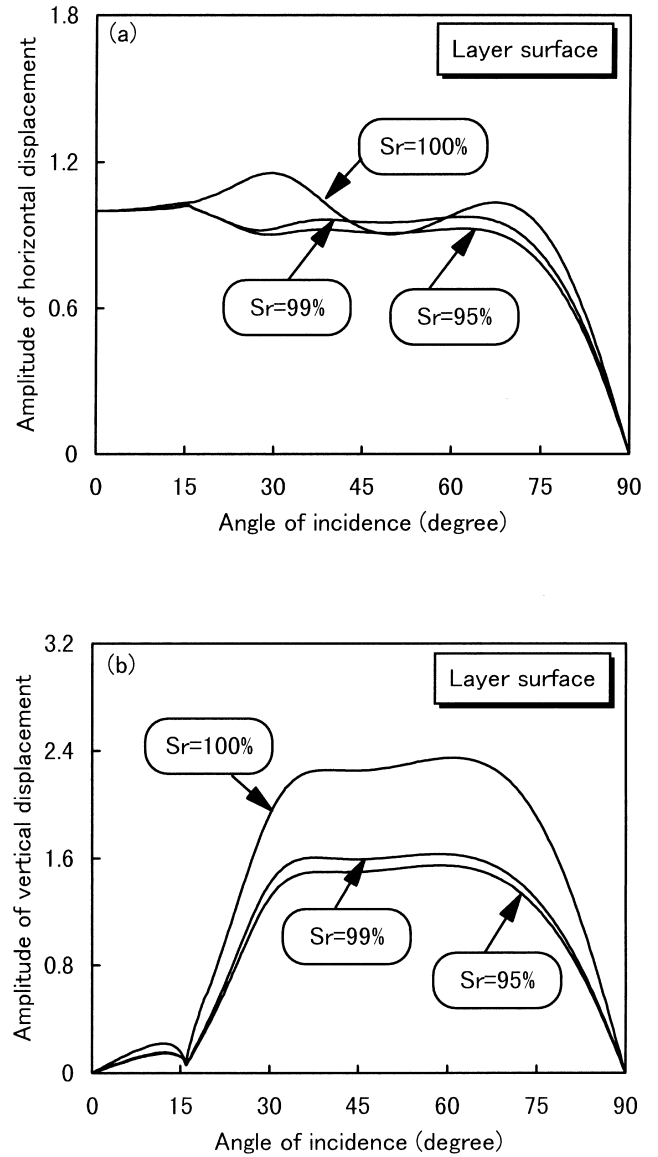 (a)
Layer surface
1.8
1.2
0.6
0
Amplitude of horizontal displacement
Sr=100%
Sr=99%
Sr=95%
0 15 30 45 60 75 90
Angle of incidence (degree)
(b)
Layer surface
3.2
2.4
1.6
0.8
0
Amplitude of vertical displacement
Sr=100%
Sr=99%
Sr=95%
0 15 30 45 60 75 90
Angle of incidence (degree)